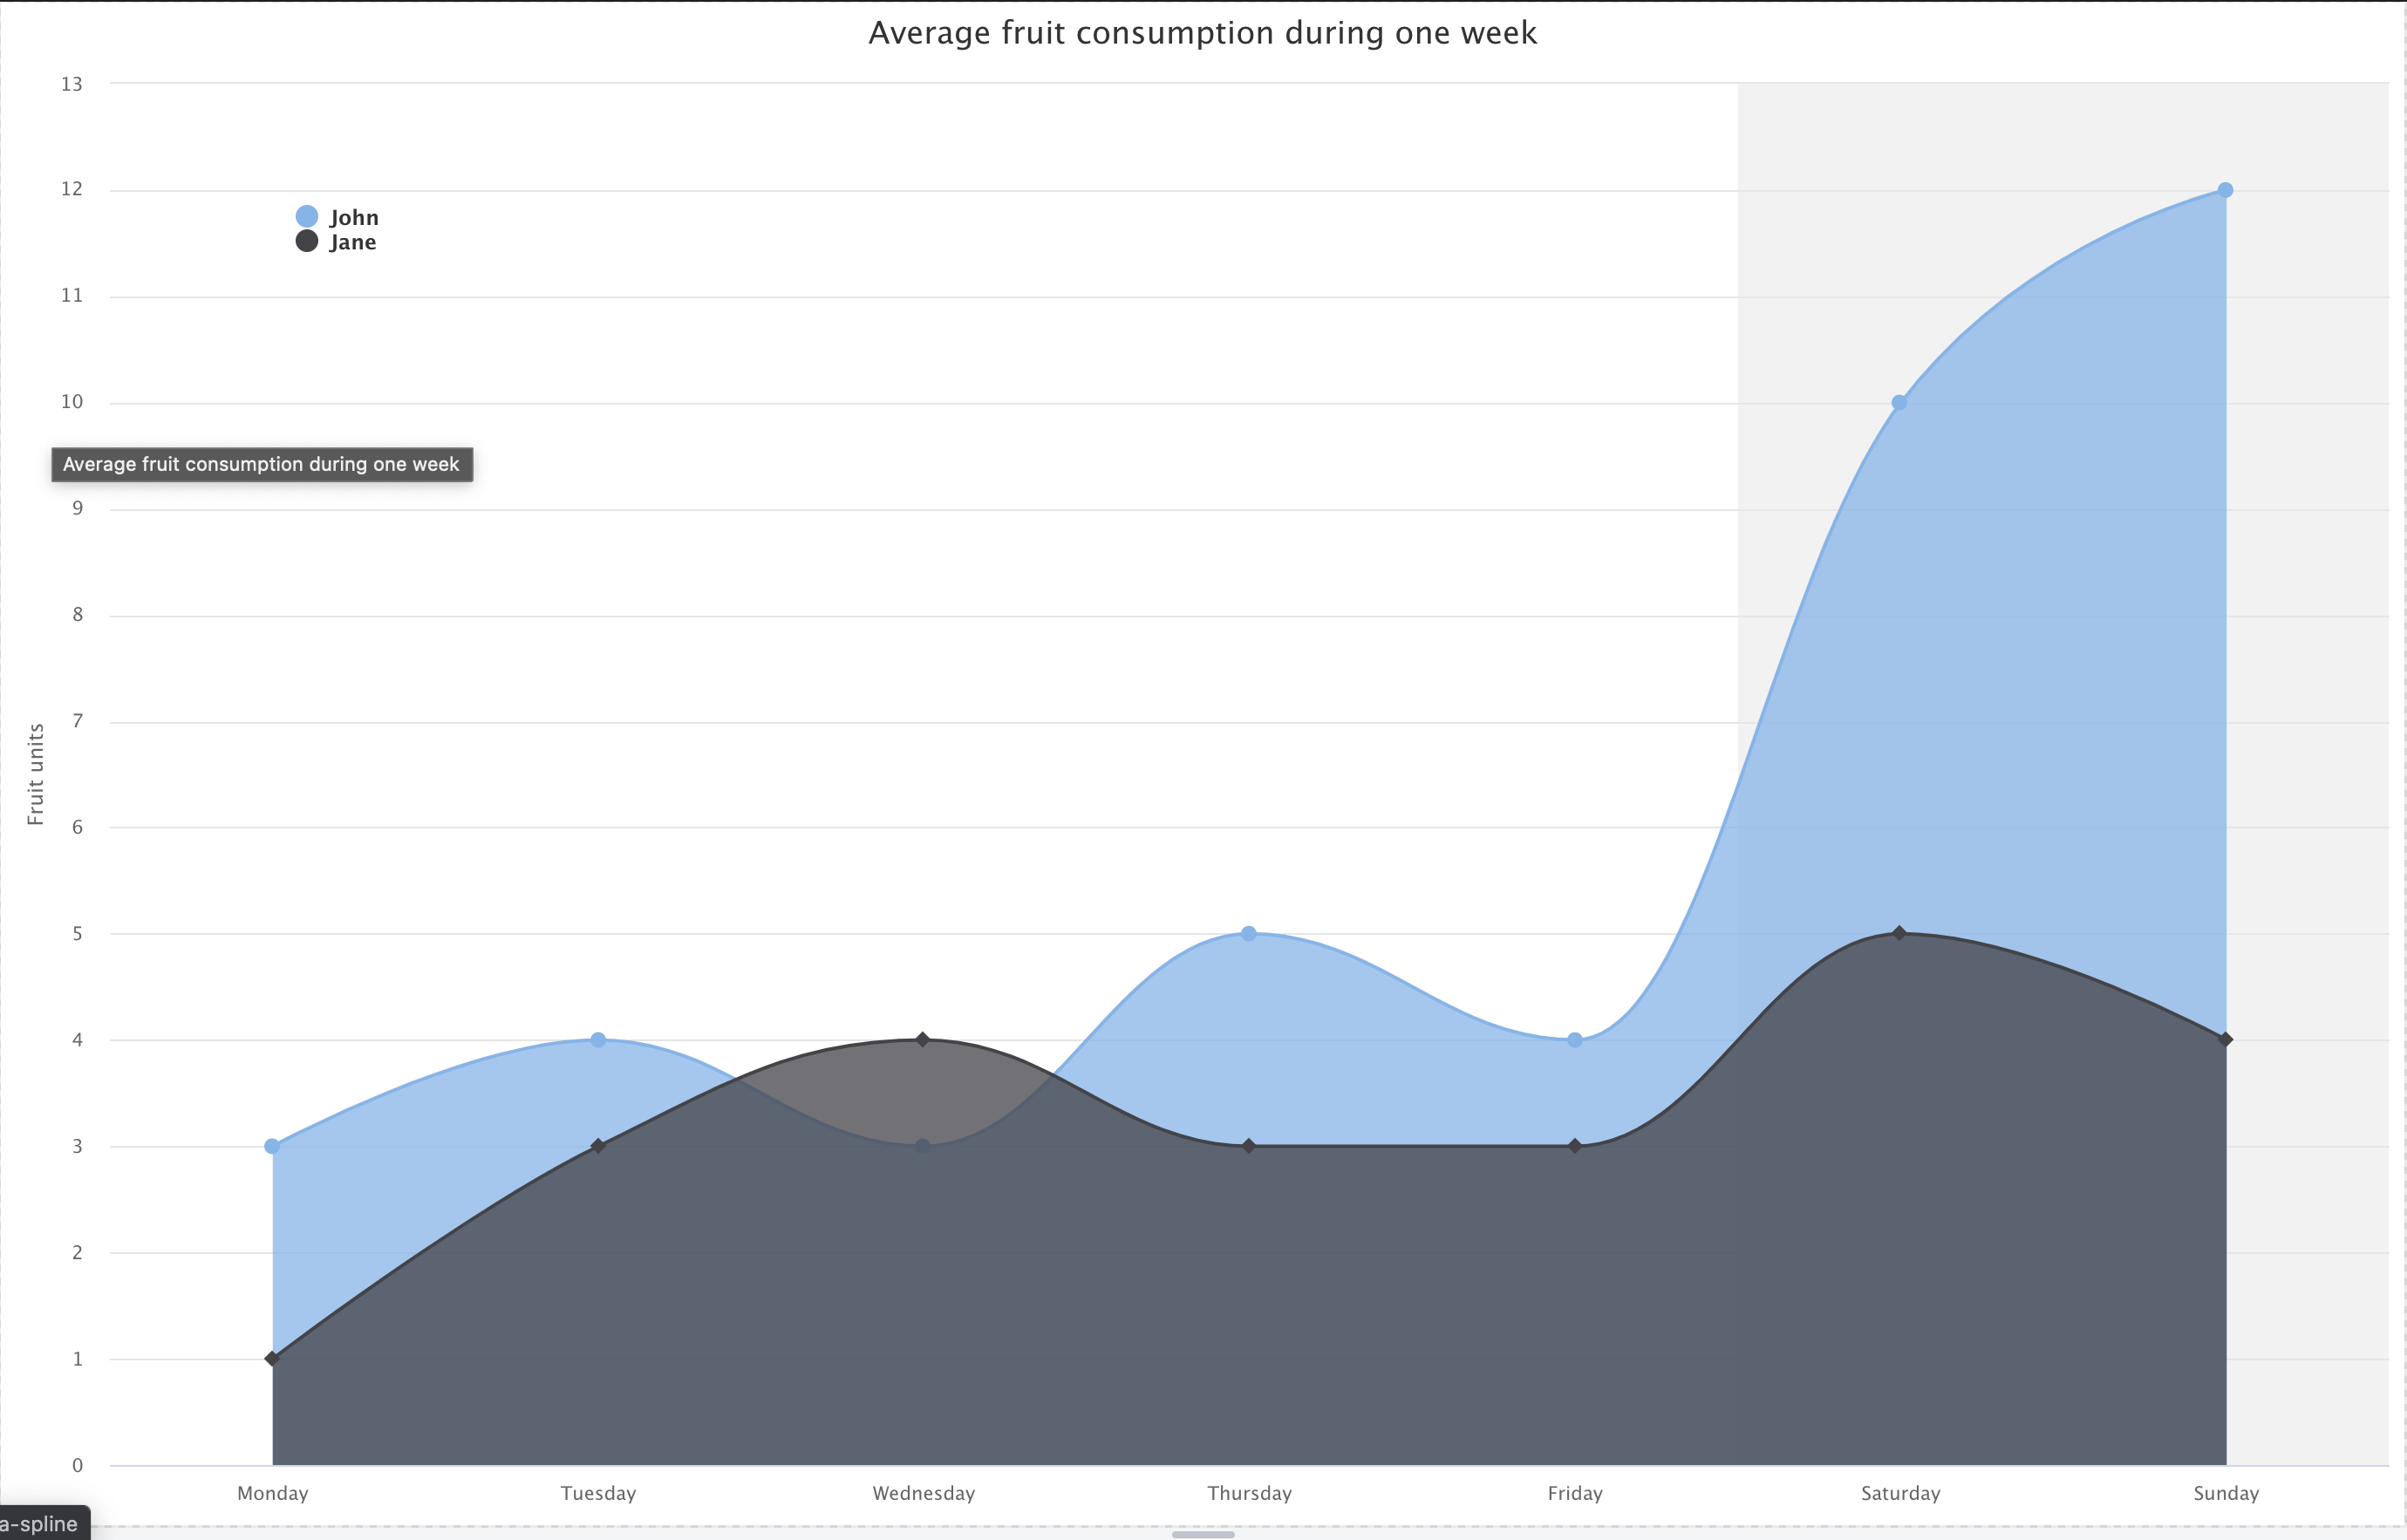 Average fruit consumption during one week
13
12
John
Jane
11
10
Average fruit consumption during one week
9
8
7
Fruit units
6
5
4
3
2
1
0
Monday Tuesday Wednesday Thursday Friday Saturday Sunday
a-spline